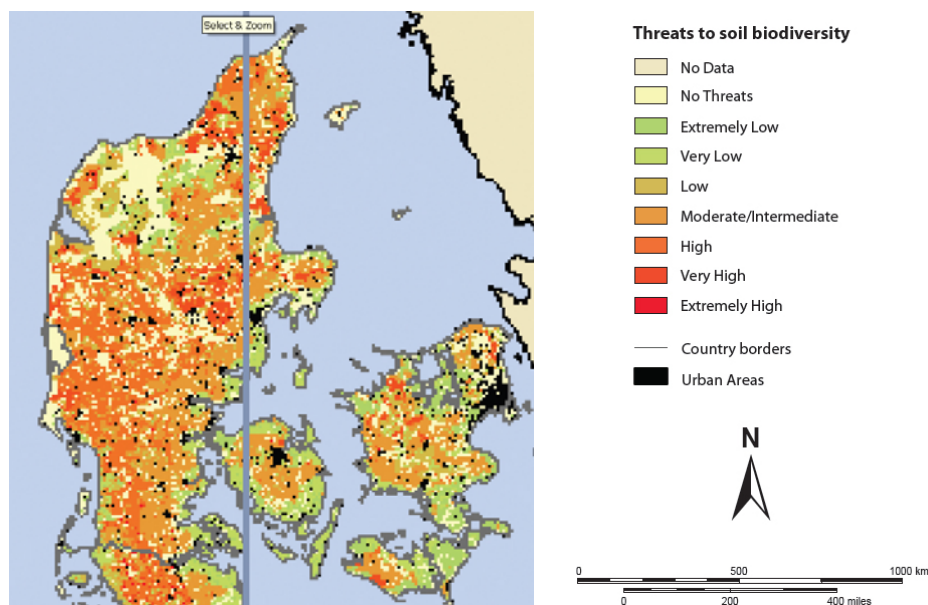 Select & Zoom
Threats to soil biodiversity
No Data
No Threats
Extremely Low
Very Low
Low
Moderate/Intermediate
High
Very High
Extremely High
Country borders
Urban Areas
N
0 500 1000 km
0 200 400 miles